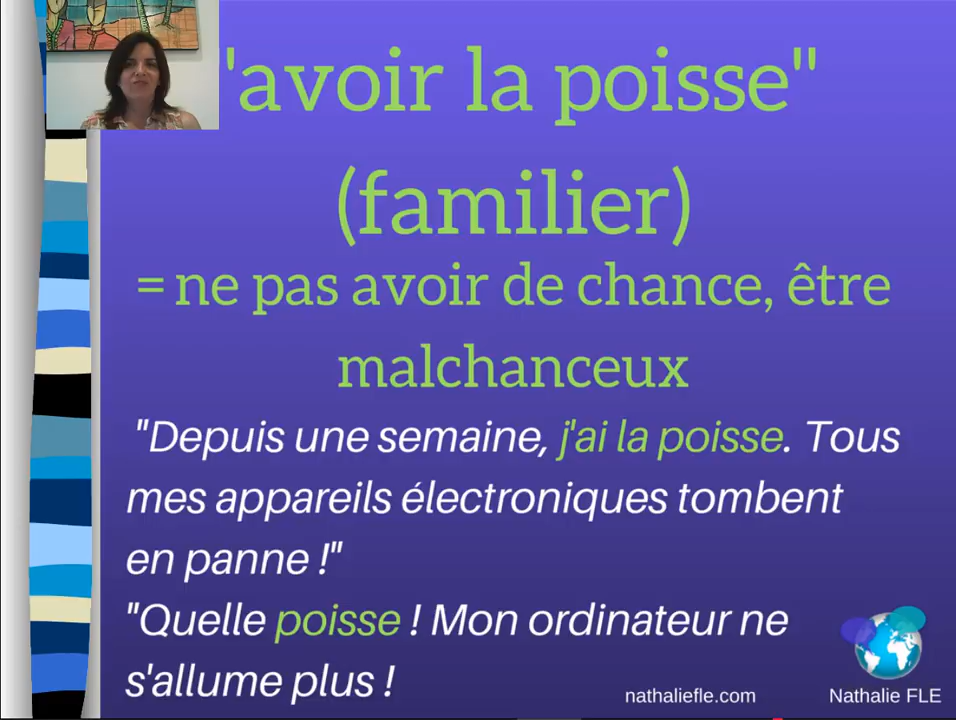 "avoir la poisse"
(familier)
= ne pas avoir de chance, être
malchanceux
"Depuis une semaine, j'ai la poisse. Tous
mes appareils électroniques tombent
en panne !"
"Quelle poisse ! Mon ordinateur ne
s'allume plus !
nathaliefle.com
Nathalie FLE